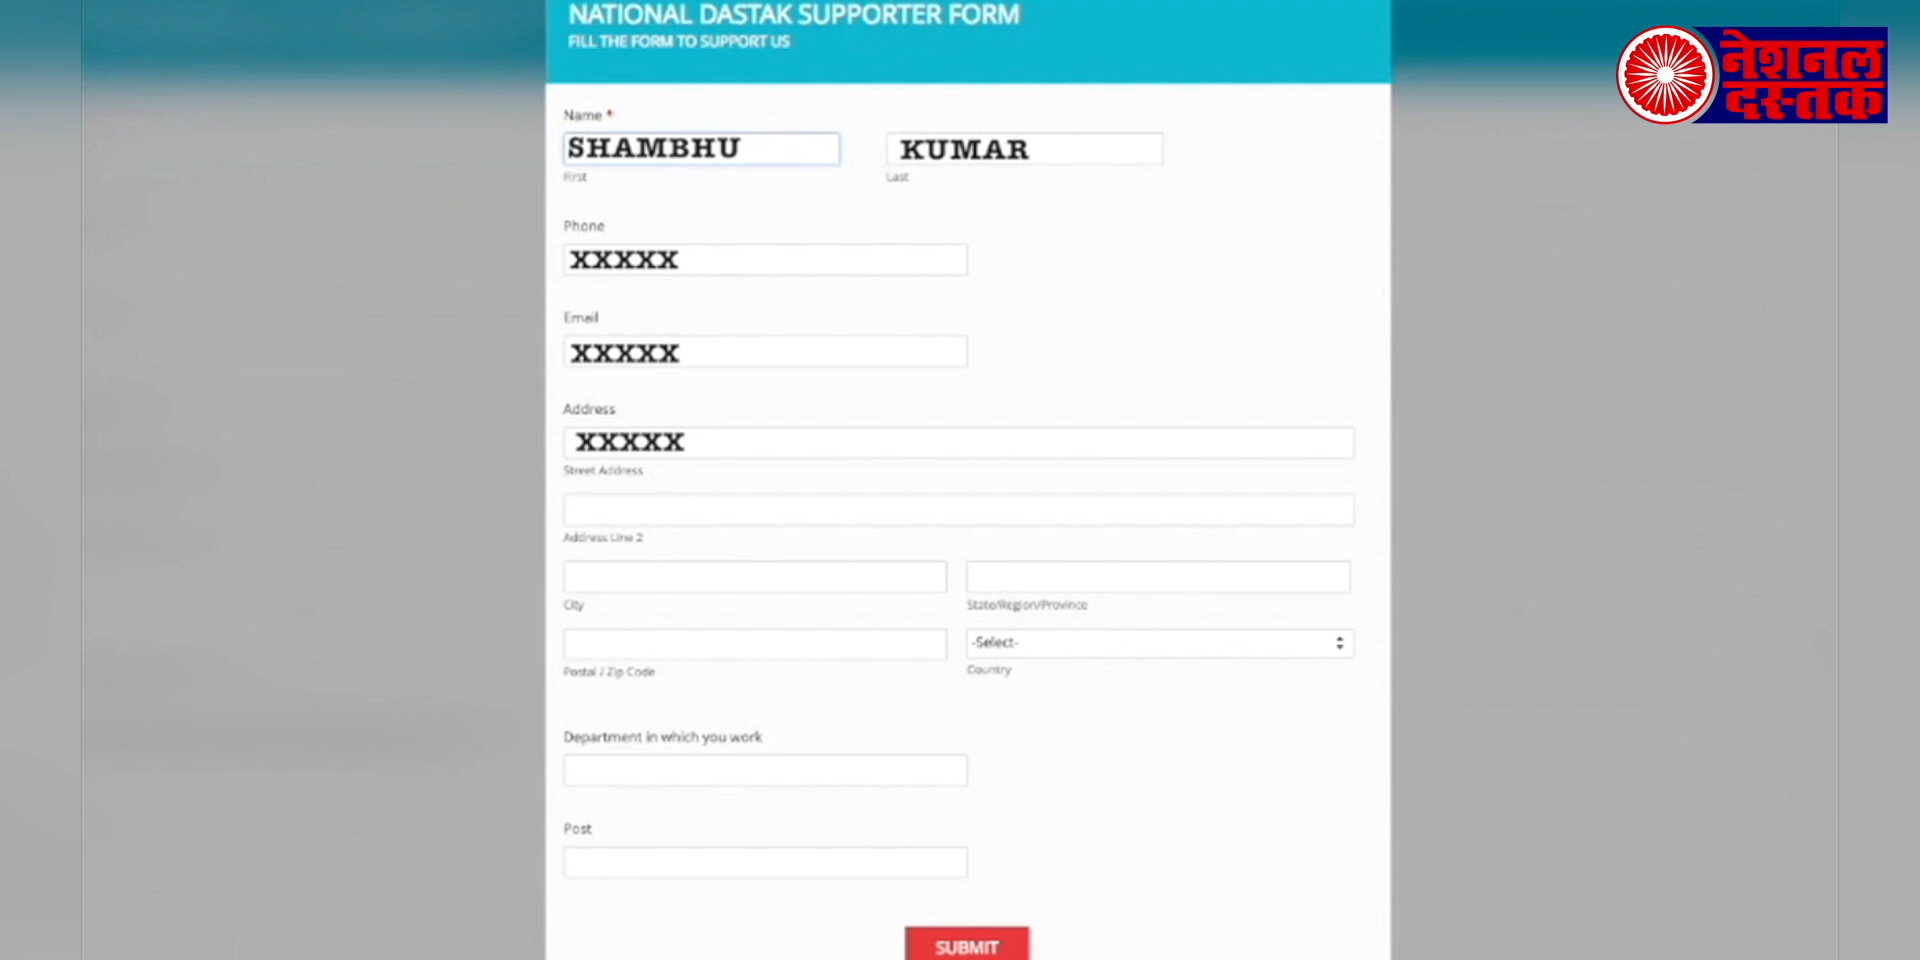 NATIONAL DASTAK SUPPORTER FORM
FILL THE FORM TO SUPPORT US
नेशनल
दस्तक
Name *
SHAMBHU KUMAR
First Last
Phone
XXXXX
Email
XXXXX
Address
XXXXX
Street Address
Address Line 2
City State/Region/Province
-Select-
Postal / Zip Code Country
Department in which you work
Post
SUBMIT